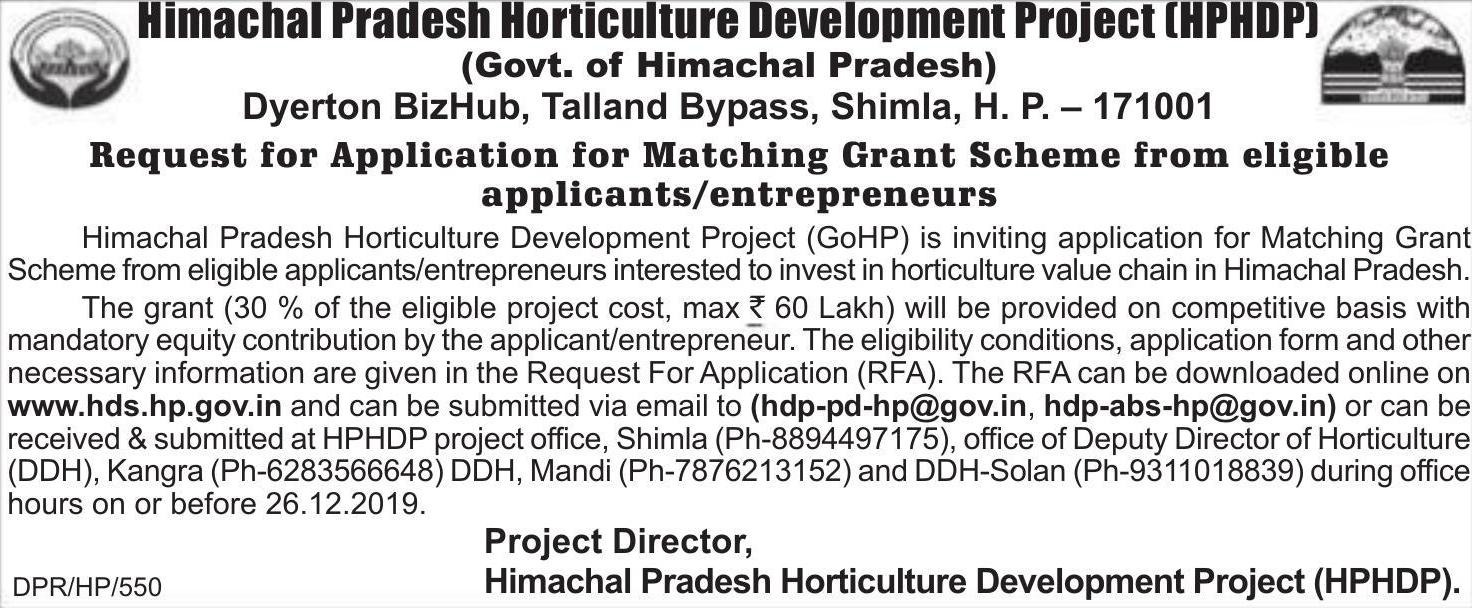 Himachal Pradesh Horticulture Development Project (HPHDP)
(Govt. of Himachal Pradesh)
Dyerton BizHub, Talland Bypass, Shimla, H. P. – 171001
Request for Application for Matching Grant Scheme from eligible
applicants/entrepreneurs
Himachal Pradesh Horticulture Development Project (GoHP) is inviting application for Matching Grant
Scheme from eligible applicants/entrepreneurs interested to invest in horticulture value chain in Himachal Pradesh.
The grant (30 % of the eligible project cost, max ₹ 60 Lakh) will be provided on competitive basis with
mandatory equity contribution by the applicant/entrepreneur. The eligibility conditions, application form and other
necessary information are given in the Request For Application (RFA). The RFA can be downloaded online on
www.hds.hp.gov.in and can be submitted via email to (hdp-pd-hp@gov.in, hdp-abs-hp@gov.in) or can be
received & submitted at HPHDP project office, Shimla (Ph-8894497175), office of Deputy Director of Horticulture
(DDH), Kangra (Ph-6283566648) DDH, Mandi (Ph-7876213152) and DDH-Solan (Ph-9311018839) during office
hours on or before 26.12.2019.
Project Director,
DPR/HP/550 Himachal Pradesh Horticulture Development Project (HPHDP).